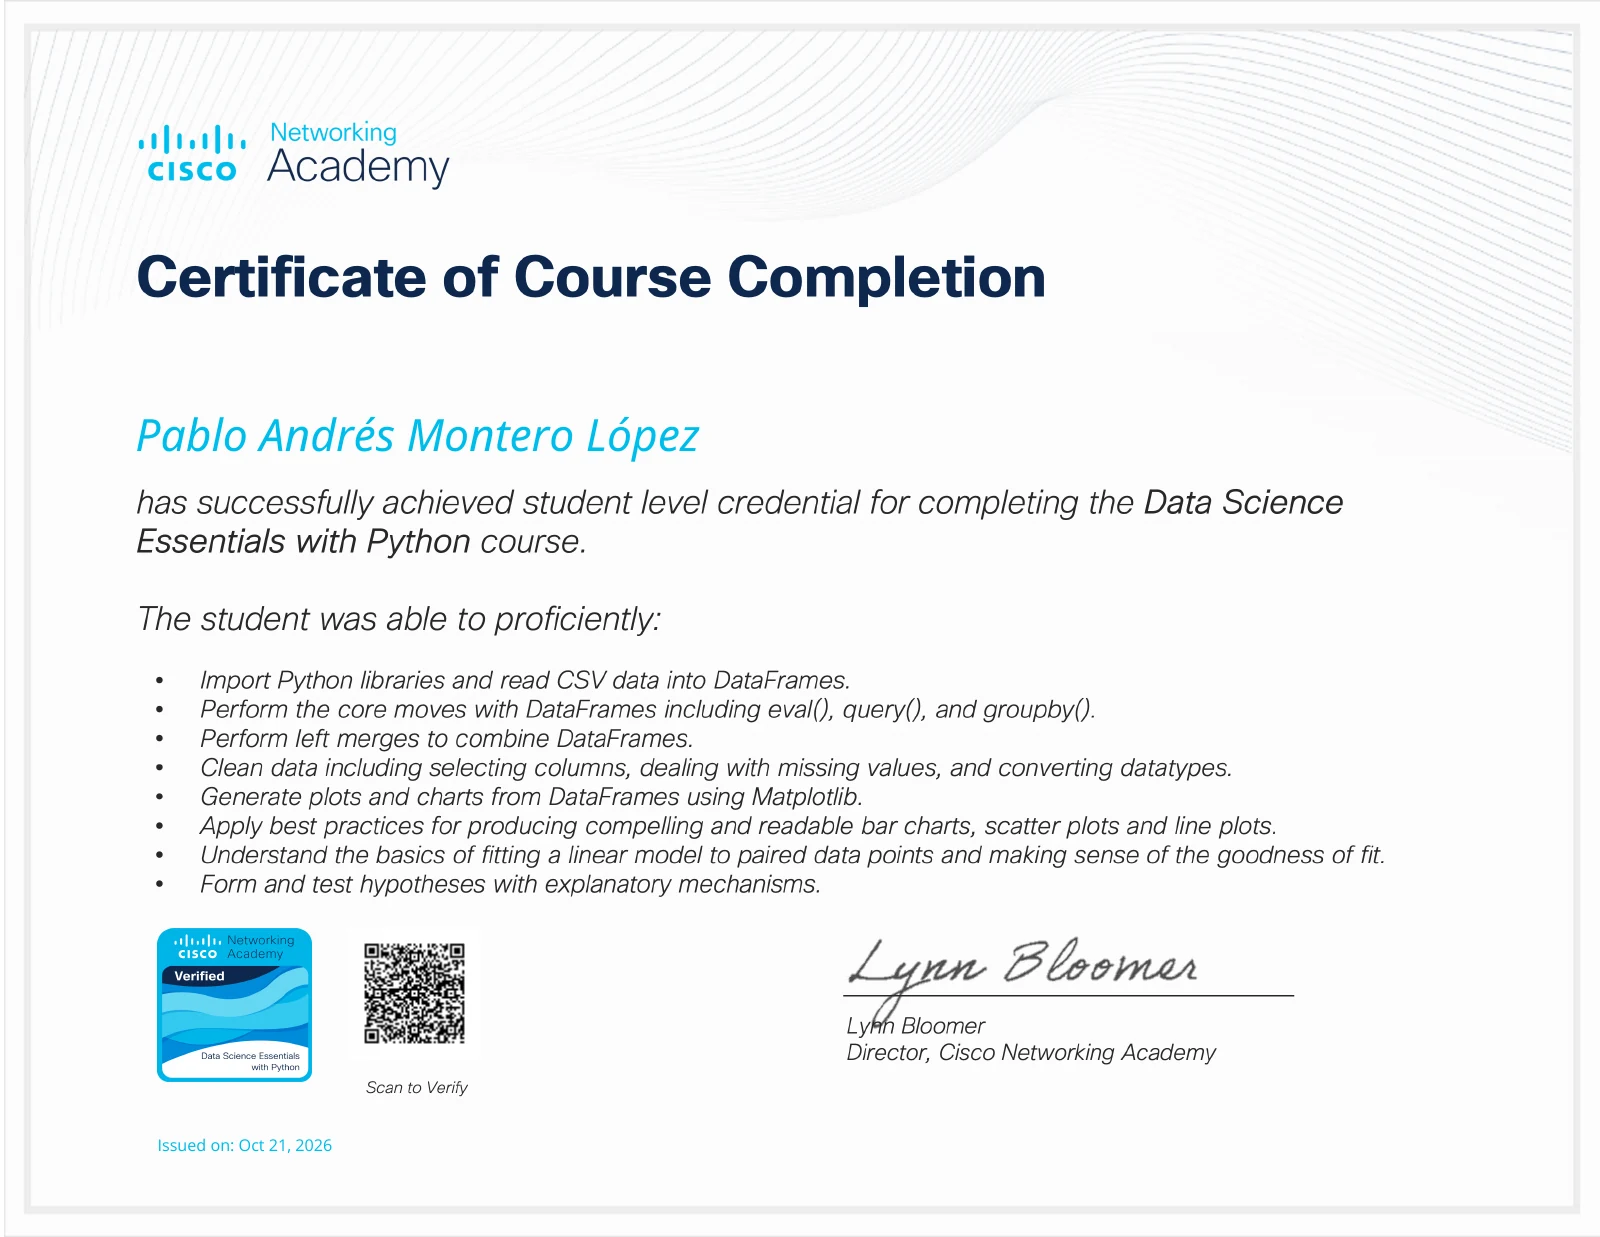 Networking
CISCO Academy
Certificate of Course Completion
Pablo Andrés Montero López
has successfully achieved student level credential for completing the Data Science
Essentials with Python course.
The student was able to proficiently:
• Import Python libraries and read CSV data into DataFrames.
• Perform the core moves with DataFrames including eval(), query(), and groupby().
• Perform left merges to combine DataFrames.
• Clean data including selecting columns, dealing with missing values, and converting datatypes.
• Generate plots and charts from DataFrames using Matplotlib.
• Apply best practices for producing compelling and readable bar charts, scatter plots and line plots.
• Understand the basics of fitting a linear model to paired data points and making sense of the goodness of fit.
• Form and test hypotheses with explanatory mechanisms.
Networking
CISCO Academy
Verified
Data Science Essentials
with Python
Scan to Verify
Lynn Bloomer
Lynn Bloomer
Director, Cisco Networking Academy
Issued on: Oct 21, 2026